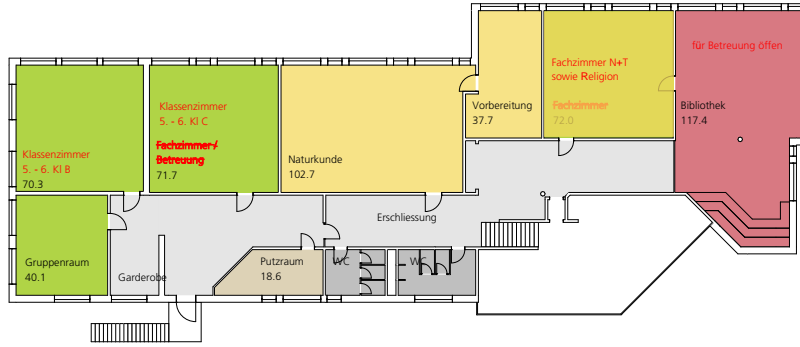 Klassenzimmer
5. - 6. Kl B
70.3
Klassenzimmer
5. - 6. Kl C
Fachzimmer /
Betreuung
71.7
Naturkunde
102.7
Vorbereitung
37.7
Fachzimmer N+T
sowie Religion
Fachzimmer
72.0
für Betreuung öffen
Bibliothek
117.4
Gruppenraum
40.1
Garderobe
Putzraum
18.6
Erschliessung
WC
WC